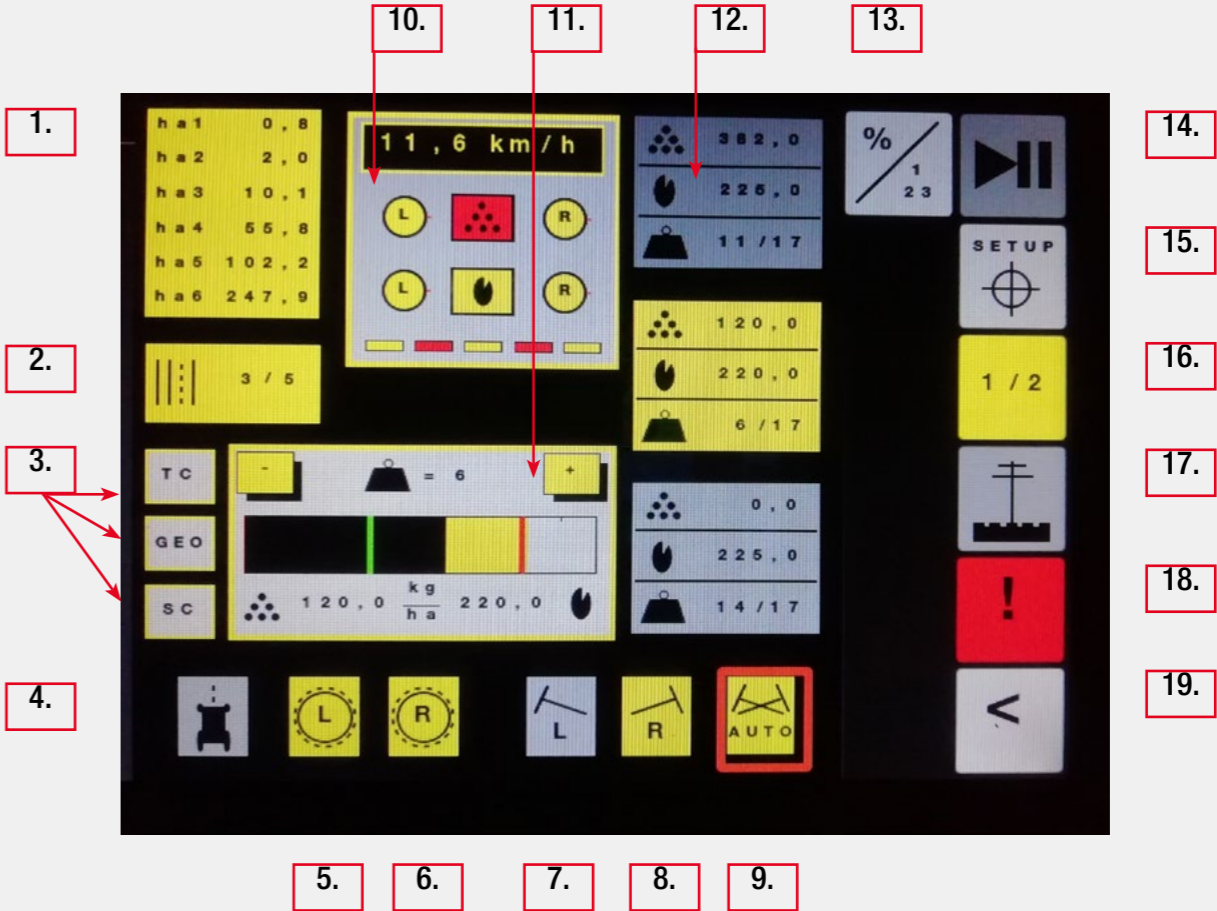 10.
11.
12.
13.
1.
ha1 0,8
ha2 2,0
ha3 10,1
ha4 55,8
ha5 102,2
ha6 247,9
11,6 km/h
L
R
L
R
382,0
225,0
11/17
%
1
2 3
14.
SETUP
15.
2.
3 / 5
120,0
220,0
6 /17
1 / 2
16.
3.
TC
GEO
SC
-
= 6
+
120,0 kg
ha 220,0
0,0
225,0
14/17
17.
!
18.
4.
L
R
L
R
AUTO
<
19.
5.
6.
7.
8.
9.